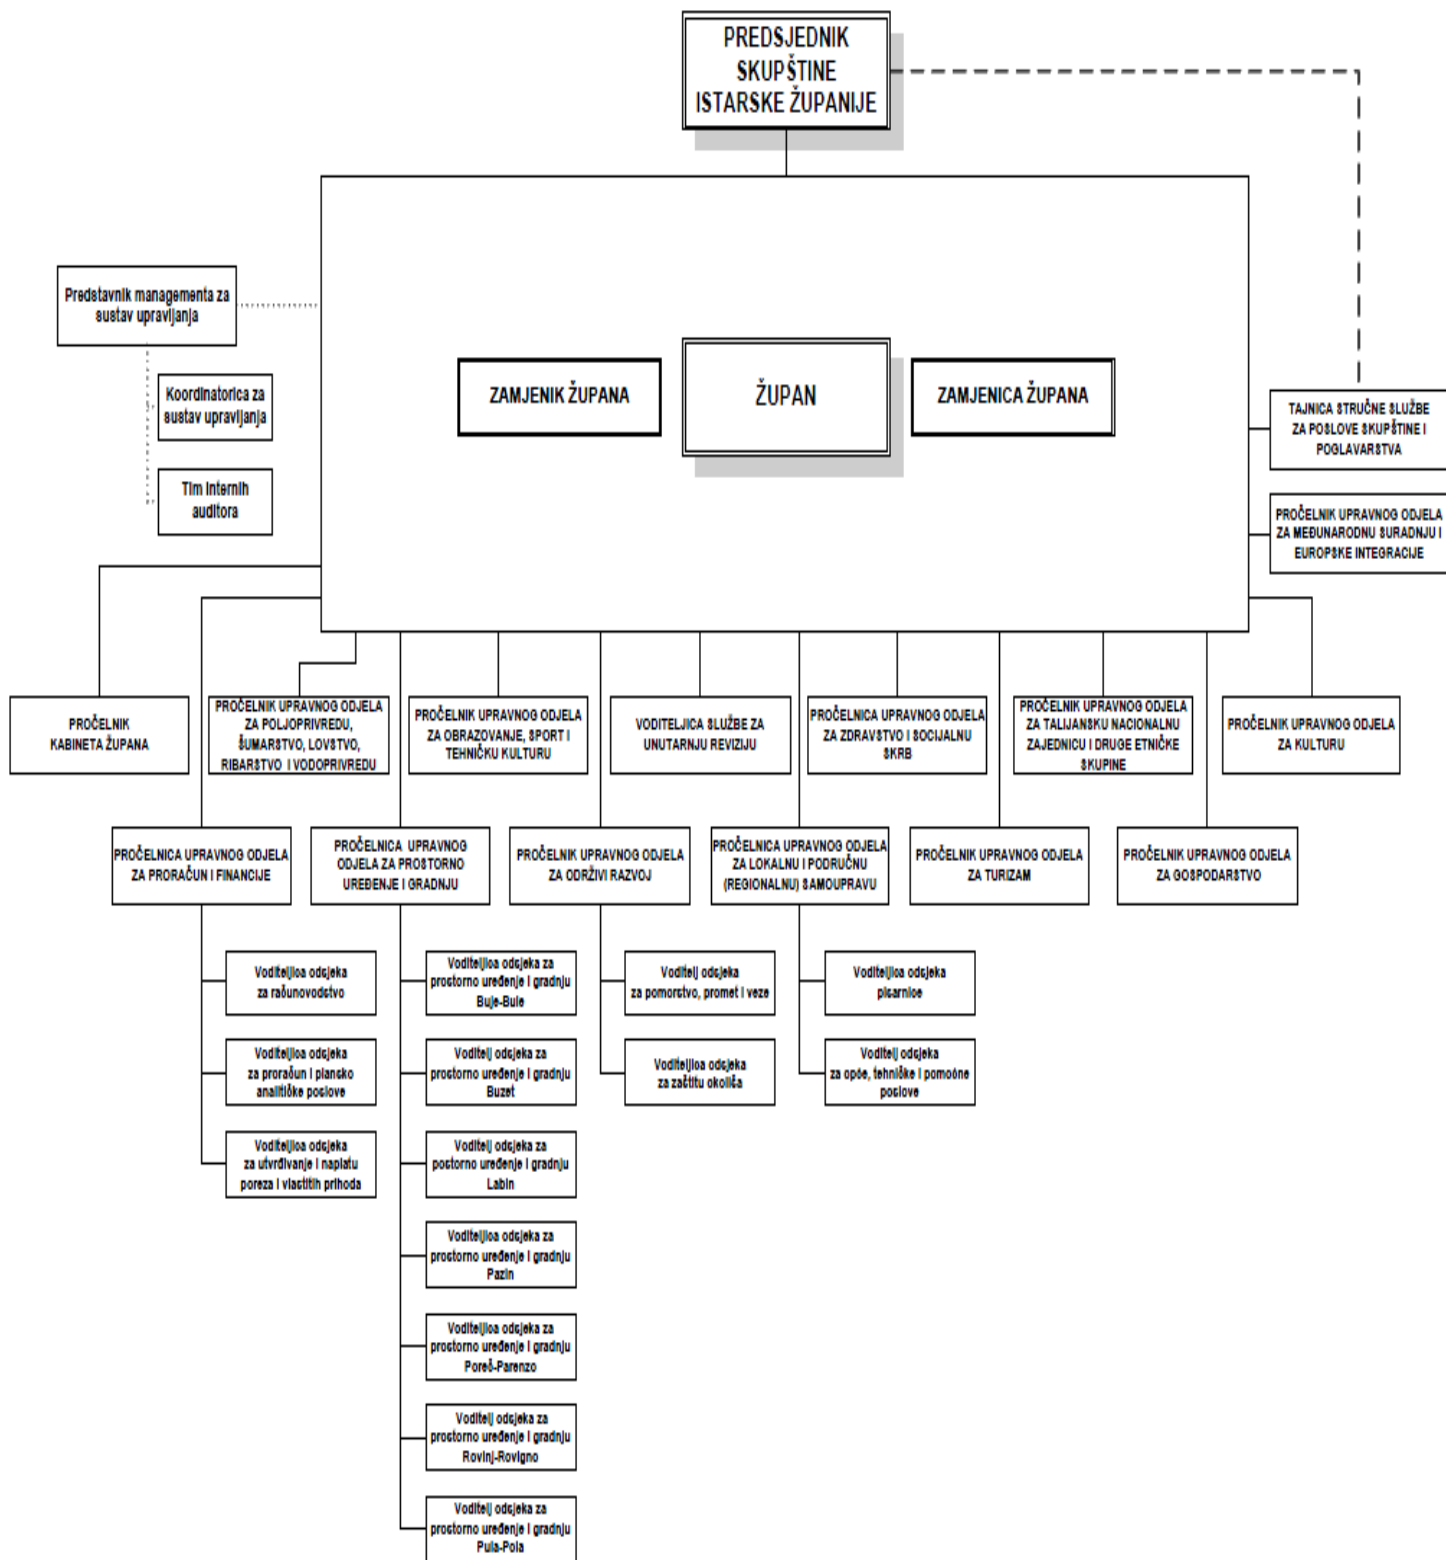 PREDSJEDNIK
SKUPŠTINE
ISTARSKE ŽUPANIJE
Predstavnik managementa za
sustav upravljanja
Koordinatorica za
sustav upravljanja
Tim internih
auditora
ZAMJENIK ŽUPANA
ŽUPAN
ZAMJENICA ŽUPANA
TAJNICA STRUČNE SLUŽBE
ZA POSLOVE SKUPŠTINE I
POGLAVARSTVA
PROČELNIK UPRAVNOG ODJELA
ZA MEĐUNARODNU SURADNJU I
EUROPSKE INTEGRACIJE
PROČELNIK
KABINETA ŽUPANA
PROČELNIK UPRAVNOG ODJELA
ZA POLJOPRIVREDU,
ŠUMARSTVO, LOVSTVO,
RIBARSTVO I VODOPRIVREDU
PROČELNIK UPRAVNOG ODJELA
ZA OBRAZOVANJE, SPORT I
TEHNIČKU KULTURU
VODITELJICA SLUŽBE ZA
UNUTARNJU REVIZIJU
PROČELNICA UPRAVNOG ODJELA
ZA ZDRAVSTVO I SOCIJALNU
SKRB
PROČELNIK UPRAVNOG ODJELA
ZA TALIJANSKU NACIONALNU
ZAJEDNICU I DRUGE ETNIČKE
SKUPINE
PROČELNIK UPRAVNOG ODJELA
ZA KULTURU
PROČELNICA UPRAVNOG ODJELA
ZA PRORAČUN I FINANCIJE
PROČELNICA UPRAVNOG
ODJELA ZA PROSTORNO
UREĐENJE I GRADNJU
PROČELNIK UPRAVNOG ODJELA
ZA ODRŽIVI RAZVOJ
PROČELNICA UPRAVNOG ODJELA
ZA LOKALNU I PODRUČNU
(REGIONALNU) SAMOUPRAVU
PROČELNIK UPRAVNOG ODJELA
ZA TURIZAM
PROČELNIK UPRAVNOG ODJELA
ZA GOSPODARSTVO
Voditeljica odsjeka
za računovodstvo
Voditeljica odsjeka
za proračun i plansko
analitičke poslove
Voditeljica odsjeka
za utvrđivanje i naplatu
poreza i vlastitih prihoda
Voditeljica odsjeka za
prostorno uređenje i gradnju
Buje-Buie
Voditelj odsjeka za
prostorno uređenje i gradnju
Buzet
Voditelj odsjeka za
postorno uređenje i gradnju
Labin
Voditeljica odsjeka za
prostorno uređenje i gradnju
Pazin
Voditeljica odsjeka za
prostorno uređenje i gradnju
Poreč-Parenzo
Voditelj odsjeka za
prostorno uređenje i gradnju
Rovinj-Rovigno
Voditelj odsjeka za
prostorno uređenje i gradnju
Pula-Pola
Voditelj odsjeka
za pomorstvo, promet i veze
Voditeljica odsjeka
za zaštitu okoliša
Voditeljica odsjeka
pisarnice
Voditelj odsjeka
za opće, tehničke i pomoćne
poslove